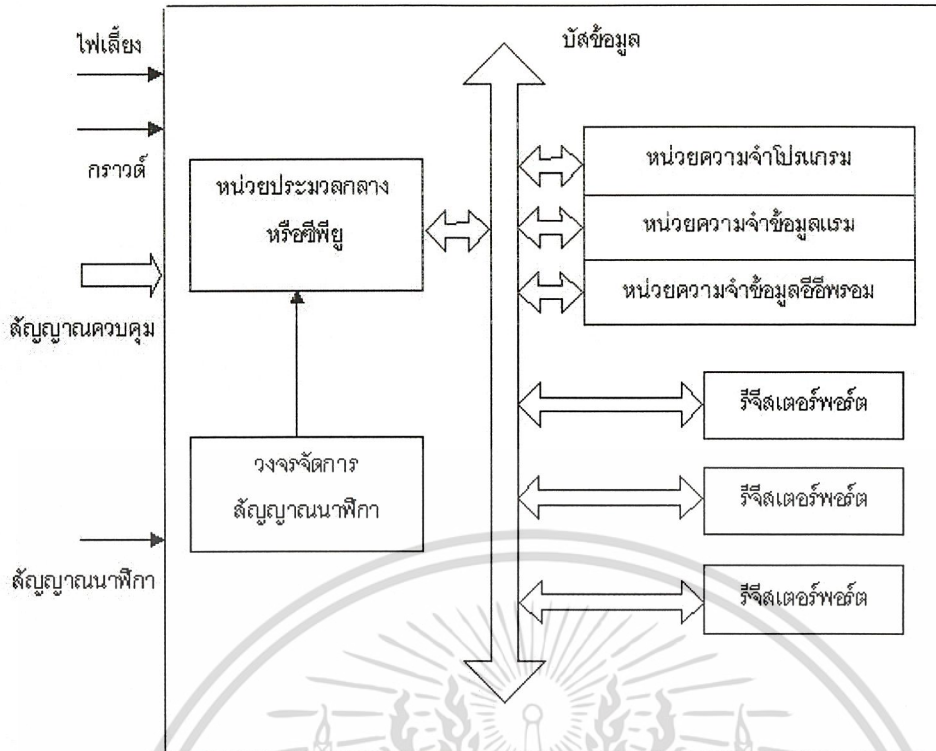 ไฟเลี้ยง
บัสข้อมูล
กราวด์
หน่วยประมวลกลาง
หรือซีพียู
หน่วยความจำโปรแกรม
หน่วยความจำข้อมูลแรม
หน่วยความจำข้อมูลอีอีพรอม
สัญญาณควบคุม
รีจีสเตอร์พอร์ต
วงจรจัดการ
สัญญาณนาฬิกา
รีจีสเตอร์พอร์ต
สัญญาณนาฬิกา
รีจีสเตอร์พอร์ต